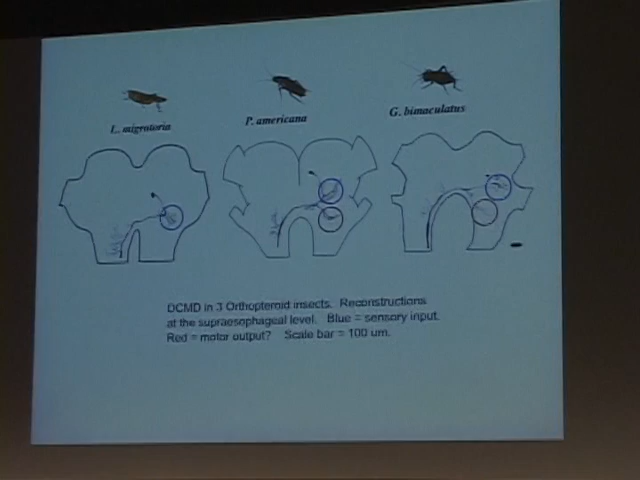 L. migratoria
P. americana
G. bimaculatus
DCMD in 3 Orthopteroid insects. Reconstructions
at the supraesophageal level. Blue = sensory input.
Red = motor output? Scale bar = 100 um.